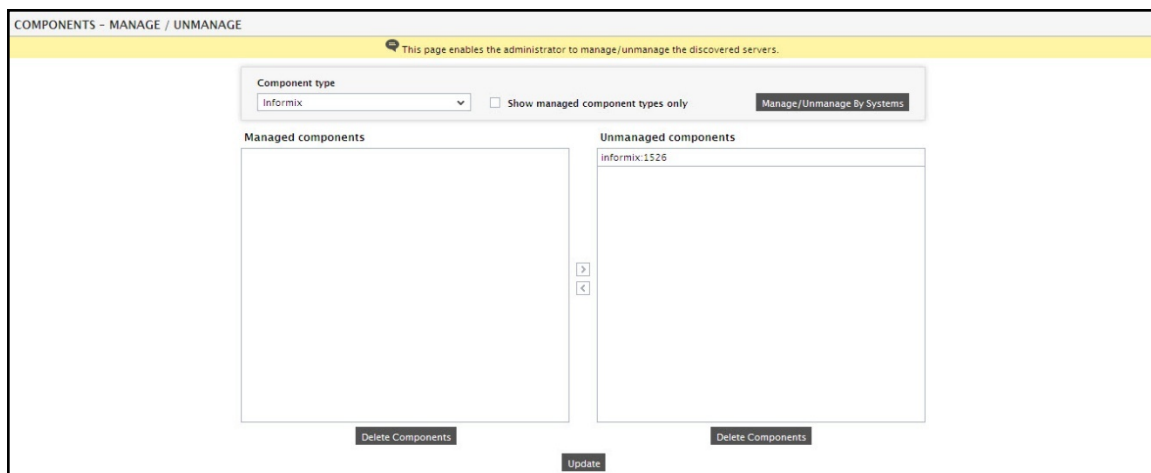 COMPONENTS - MANAGE / UNMANAGE
This page enables the administrator to manage/unmanage the discovered servers.
Component type
Informix
Show managed component types only
Manage/Unmanage By Systems
Managed components
Unmanaged components
informix:1526
>
<
Delete Components
Delete Components
Update